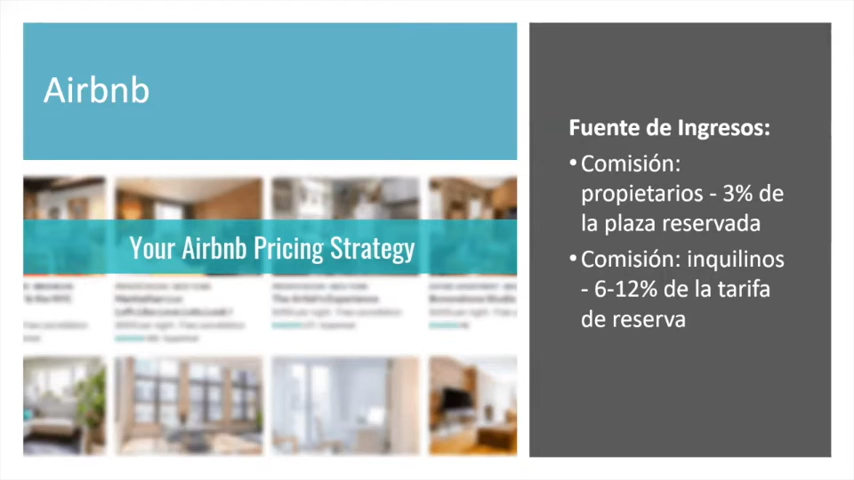 Airbnb
Your Airbnb Pricing Strategy
Fuente de Ingresos:
•Comisión:
propietarios - 3% de
la plaza reservada
•Comisión: inquilinos
- 6-12% de la tarifa
de reserva